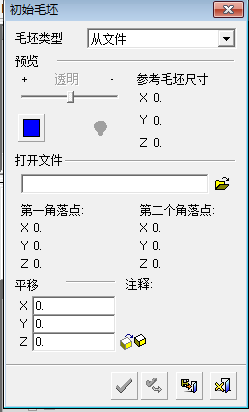 初始毛坯
毛坯类型 从文件
预览
+ 透明 - 参考毛坯尺寸
X 0.
Y 0.
Z 0.
打开文件
第一角落点: 第二个角落点:
X 0. X 0.
Y 0. Y 0.
Z 0. Z 0.
平移 注释:
X 0.
Y 0.
Z 0.